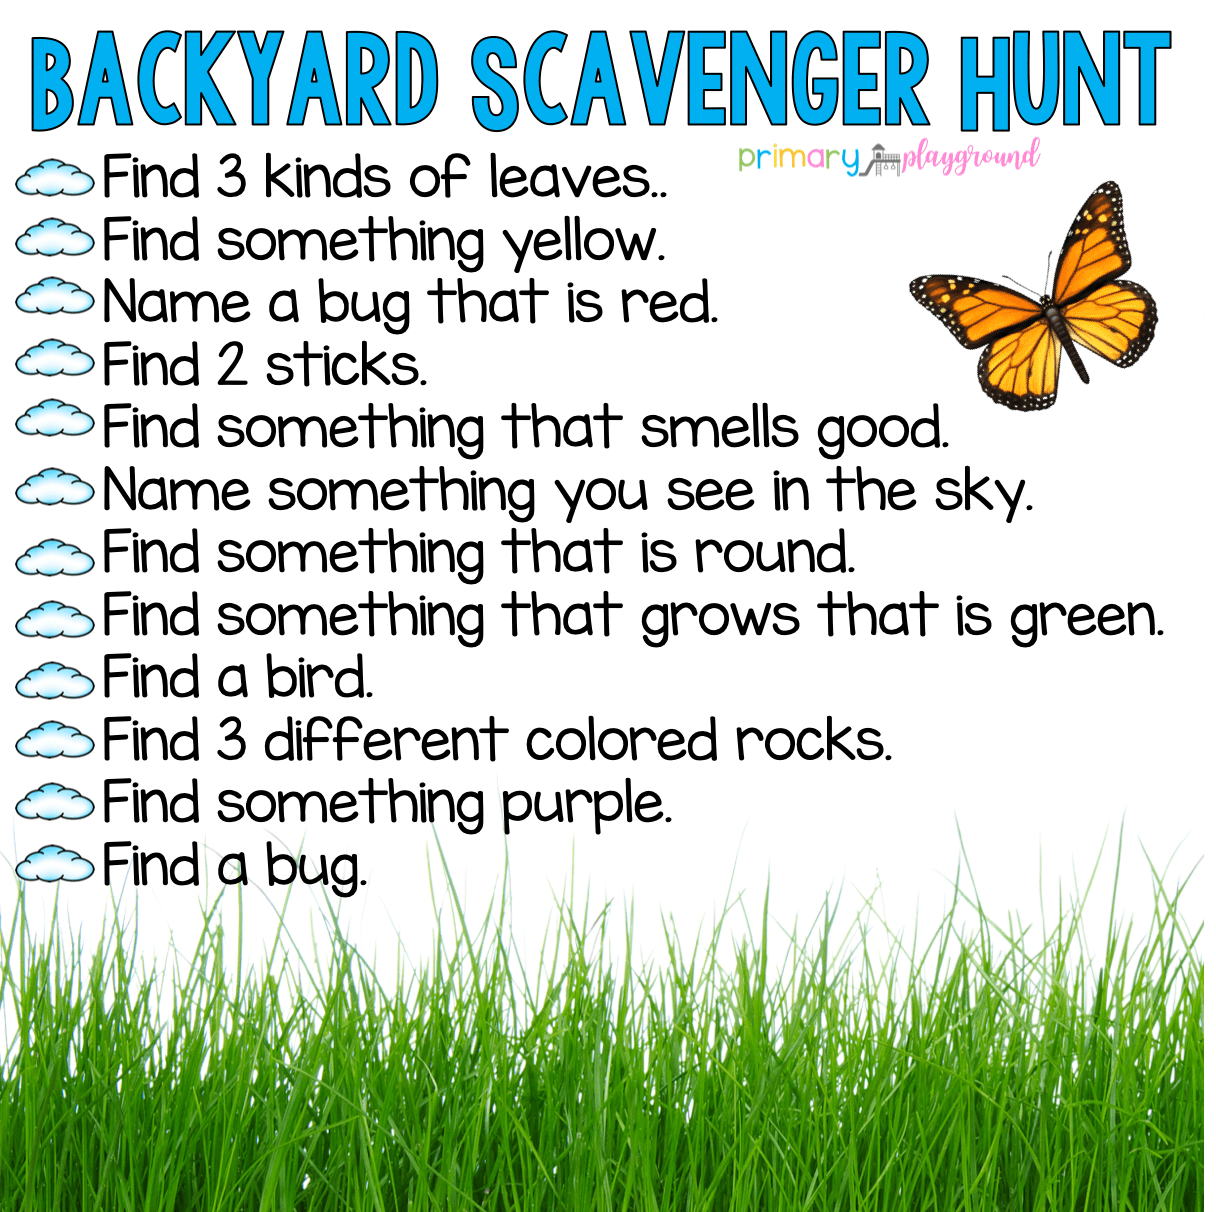 BACKYARD SCAVENGER HUNT
primary playground
Find 3 kinds of leaves..
Find something yellow.
Name a bug that is red.
Find 2 sticks.
Find something that smells good.
Name something you see in the sky.
Find something that is round.
Find something that grows that is green.
Find a bird.
Find 3 different colored rocks.
Find something purple.
Find a bug.